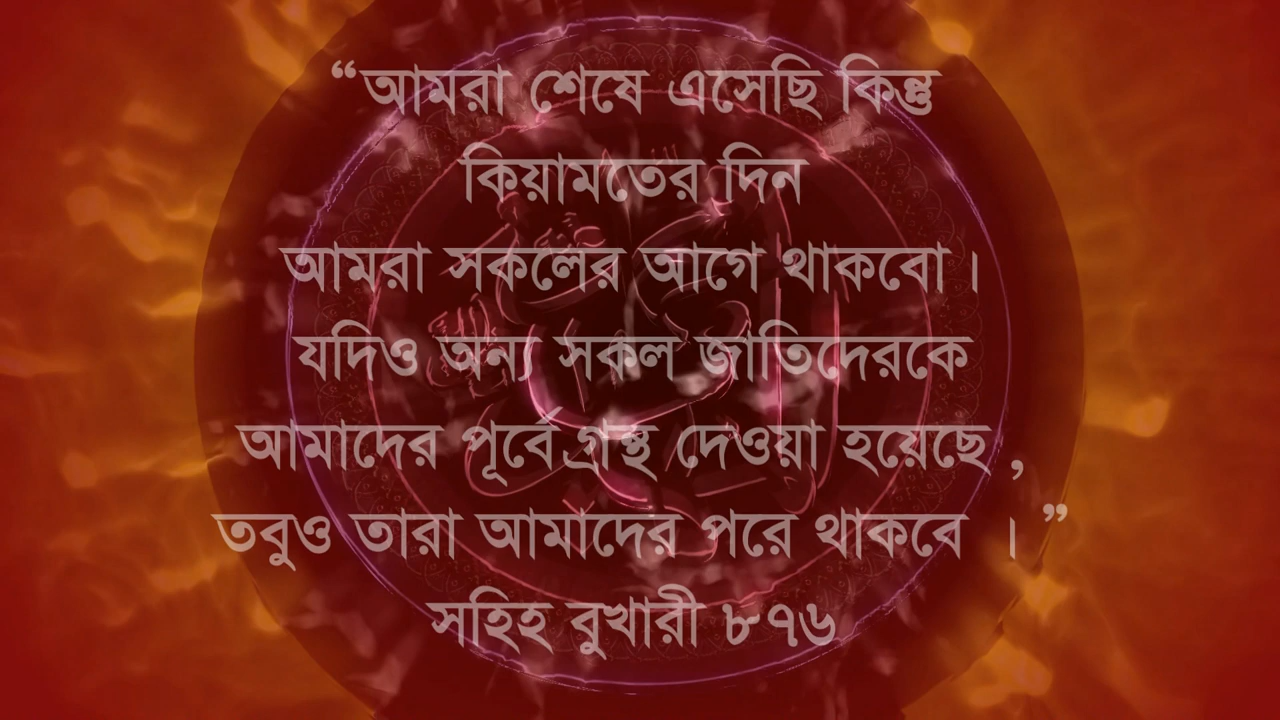 “আমরা শেষে এসেছি কিন্তু
কিয়ামতের দিন
আমরা সকলের আগে থাকবো ।
যদিও অন্য সকল জাতিদেরকে
আমাদের পূর্বে গ্রন্থ দেওয়া হয়েছে ,
তবুও তারা আমাদের পরে থাকবে । ”
সহিহ বুখারী ৮৭৬